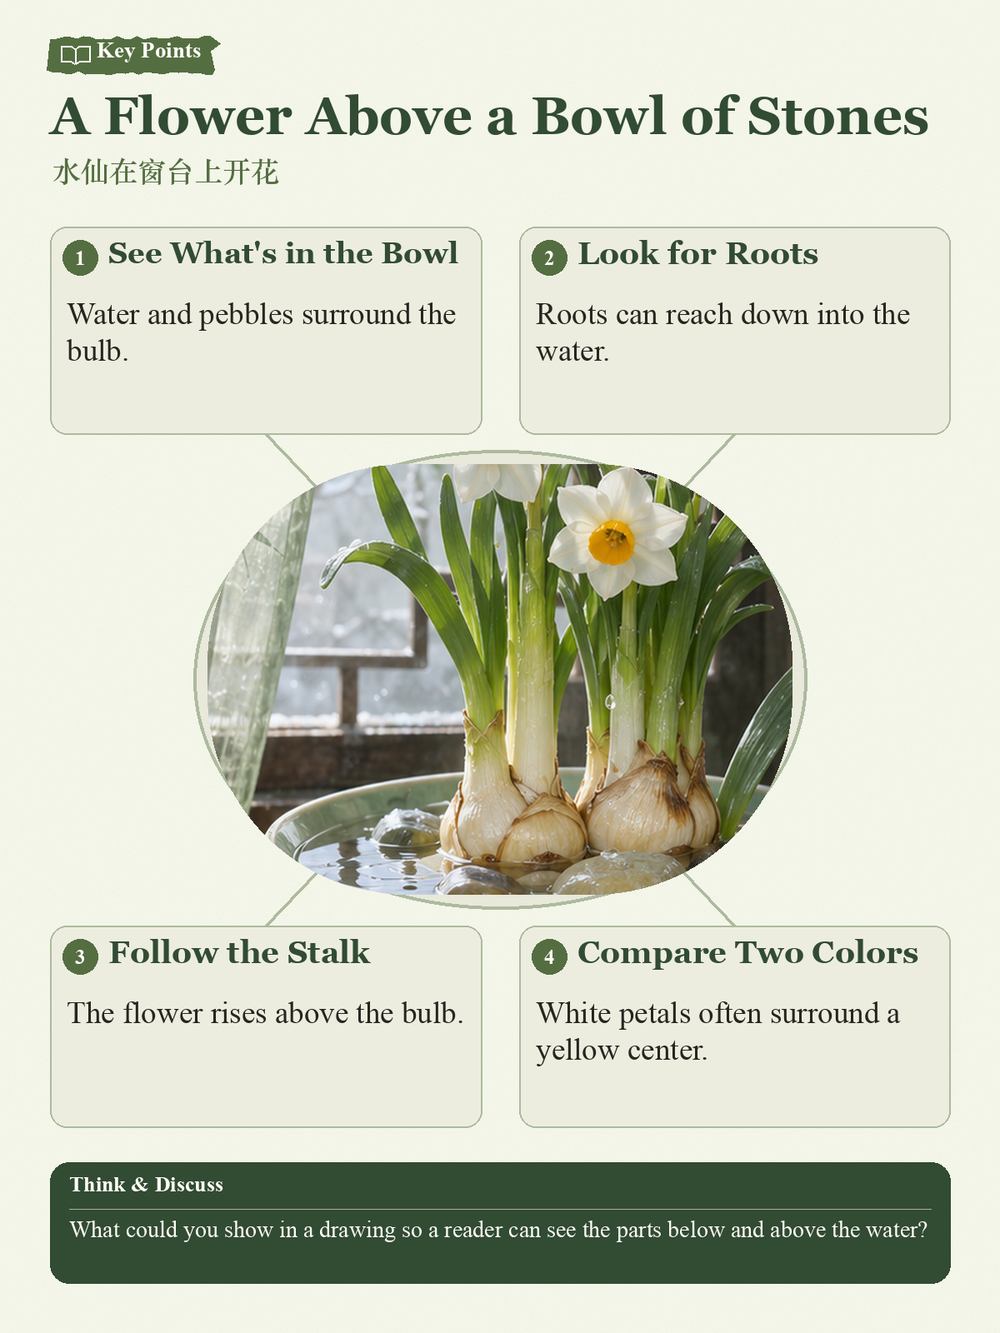 Key Points
A Flower Above a Bowl of Stones
水仙在窗台上开花
1 See What's in the Bowl
Water and pebbles surround the
bulb.
2 Look for Roots
Roots can reach down into the
water.
3 Follow the Stalk
The flower rises above the bulb.
4 Compare Two Colors
White petals often surround a
yellow center.
Think & Discuss
What could you show in a drawing so a reader can see the parts below and above the water?